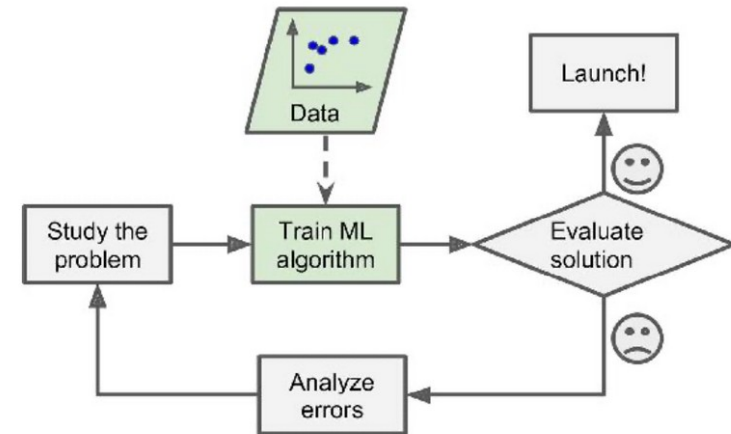 Data
Launch!
Study the
problem
Train ML
algorithm
Evaluate
solution
Analyze
errors